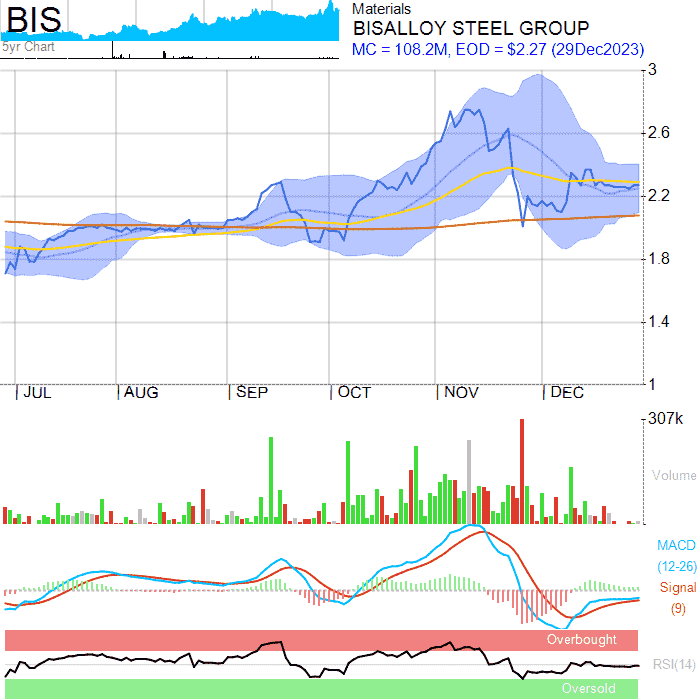 BIS
Materials
BISALLOY STEEL GROUP
MC = 108.2M, EOD = $2.27 (29Dec2023)
5yr Chart
3
2.6
2.2
1.8
1.4
1
JUL AUG SEP OCT NOV DEC
307k
Volume
MACD
(12-26)
Signal
(9)
Overbought
RSI(14)
Oversold